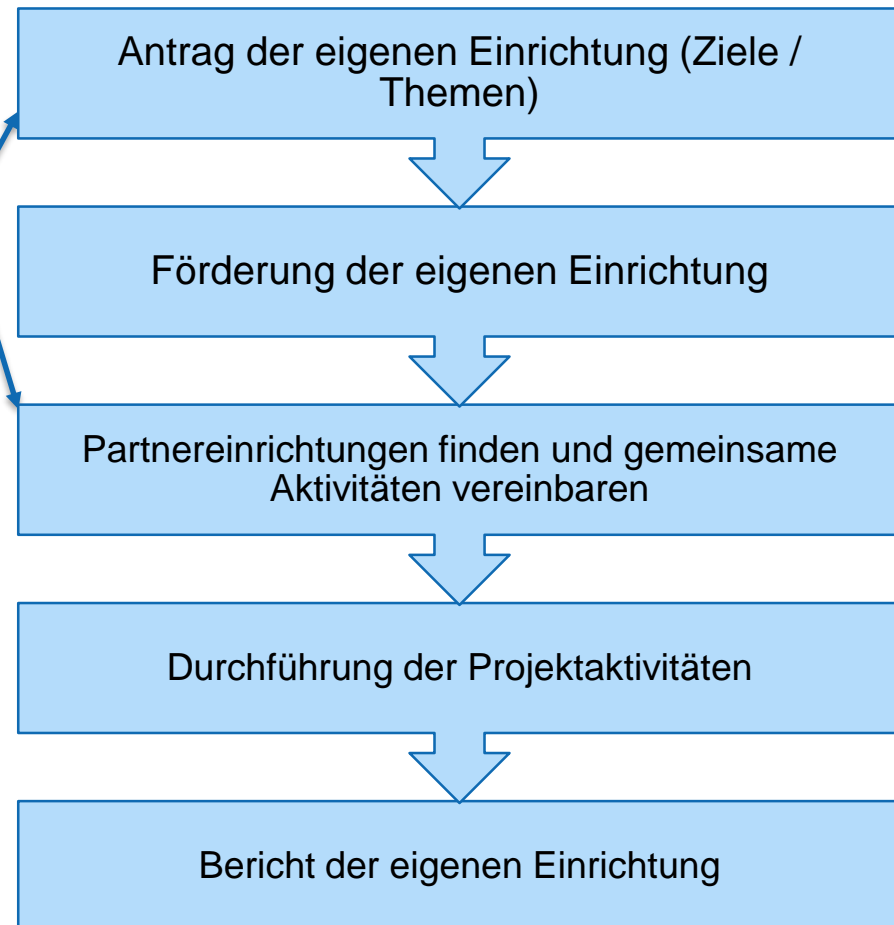 Antrag der eigenen Einrichtung (Ziele /
Themen)
Förderung der eigenen Einrichtung
Partnereinrichtungen finden und gemeinsame
Aktivitäten vereinbaren
Durchführung der Projektaktivitäten
Bericht der eigenen Einrichtung